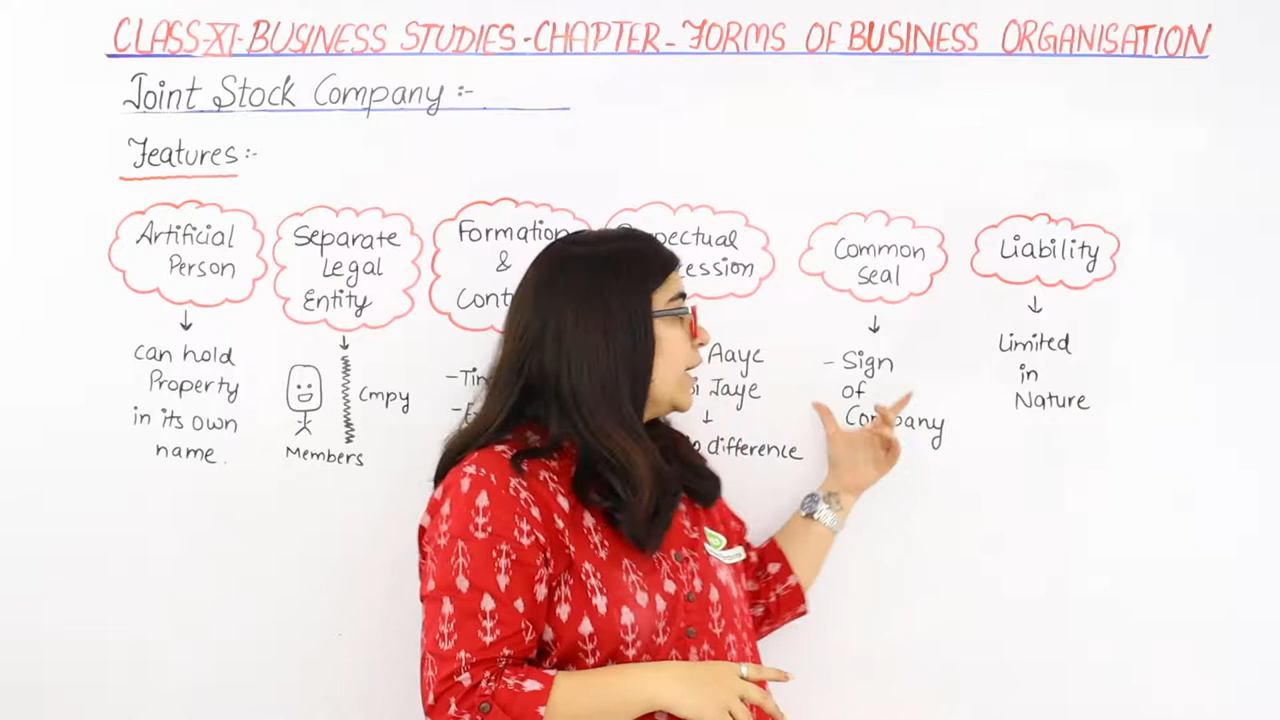 CLASS-XI-BUSINESS STUDIES-CHAPTER-FORMS OF BUSINESS ORGANISATION
Joint Stock Company :-
Features :-
Artificial
Person
can hold
Property
in its own
name.
Separate
Legal
Entity
Cmpy
Members
Formation
&
Common
Seal
- Sign
of
Company
Aaye
Jaye
difference
Liability
Limited
in
Nature